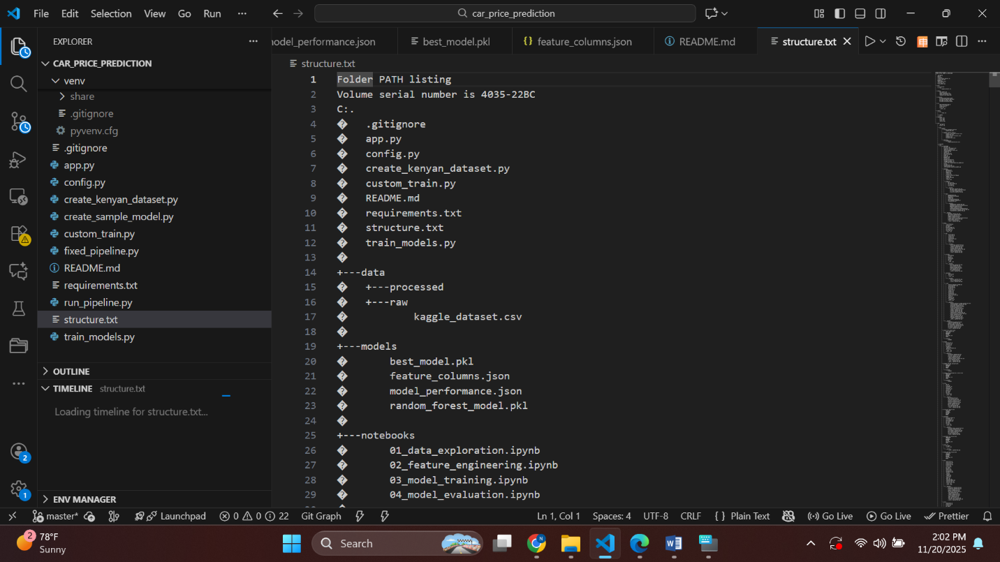 File Edit Selection View Go Run ··· car_price_prediction
EXPLORER ···
CAR_PRICE_PREDICTION
venv
share
.gitignore
pyvenv.cfg
.gitignore
app.py
config.py
create_kenyan_dataset.py
create_sample_model.py
custom_train.py
fixed_pipeline.py
README.md
requirements.txt
run_pipeline.py
structure.txt
train_models.py
OUTLINE
TIMELINE structure.txt
Loading timeline for structure.txt...
ENV MANAGER
2
1
odel_performance.json best_model.pkl {} feature_columns.json README.md structure.txt ···
structure.txt
1 Folder PATH listing
2 Volume serial number is 4035-22BC
3 C:.
4 � .gitignore
5 � app.py
6 � config.py
7 � create_kenyan_dataset.py
8 � custom_train.py
9 � README.md
10 � requirements.txt
11 � structure.txt
12 � train_models.py
13 �
14 +---data
15 � +---processed
16 � +---raw
17 � kaggle_dataset.csv
18 �
19 +---models
20 � best_model.pkl
21 � feature_columns.json
22 � model_performance.json
23 � random_forest_model.pkl
24 �
25 +---notebooks
26 � 01_data_exploration.ipynb
27 � 02_feature_engineering.ipynb
28 � 03_model_training.ipynb
29 � 04_model_evaluation.ipynb
master* Launchpad 0 0 22 Git Graph Ln 1, Col 1 Spaces: 4 UTF-8 CRLF {} Plain Text Go Live Go Live Prettier
2 78°F
Sunny
Search
2:02 PM
11/20/2025